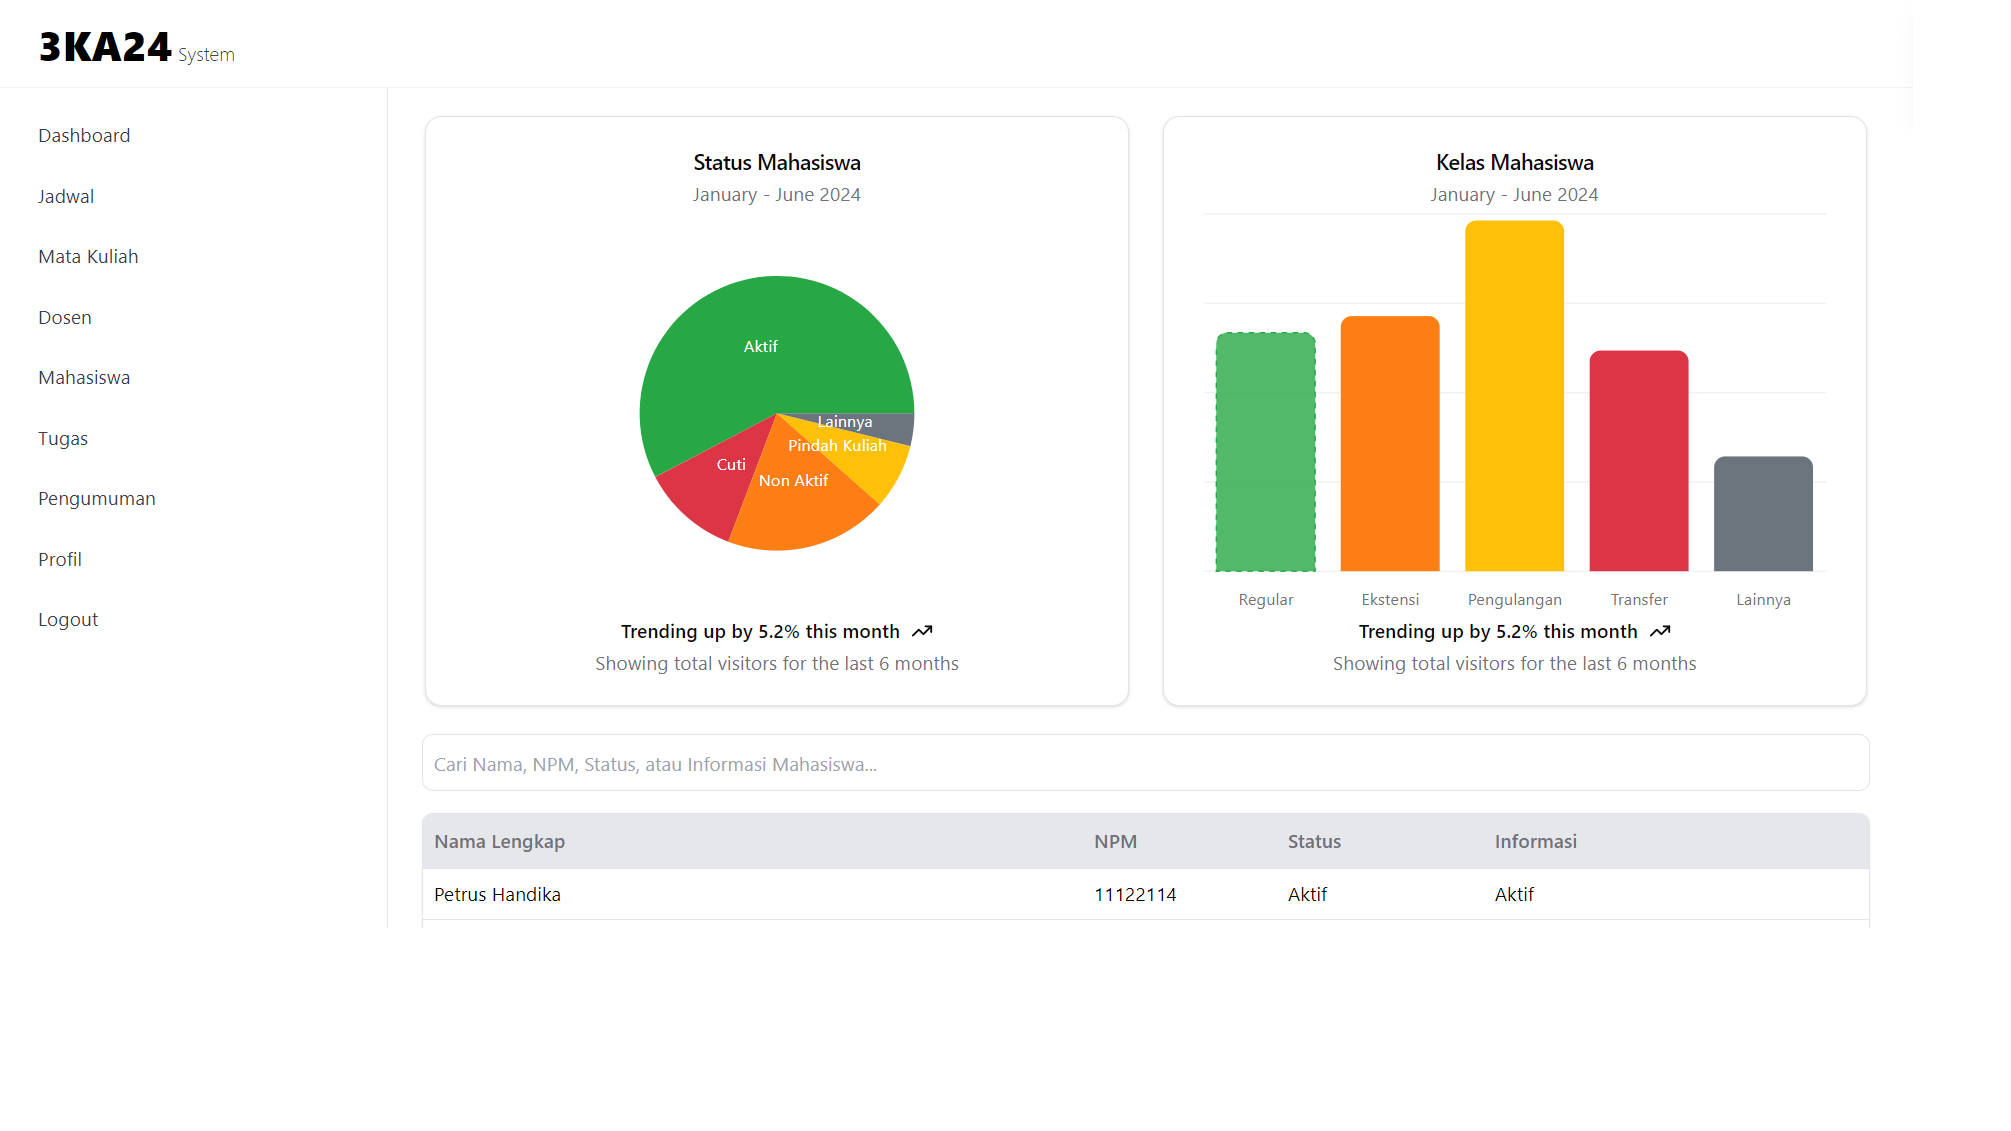 3KA24 System
Dashboard
Jadwal
Mata Kuliah
Dosen
Mahasiswa
Tugas
Pengumuman
Profil
Logout
Status Mahasiswa
January - June 2024
Aktif
Lainnya
Pindah Kuliah
Cuti
Non Aktif
Trending up by 5.2% this month
Showing total visitors for the last 6 months
Kelas Mahasiswa
January - June 2024
Regular Ekstensi Pengulangan Transfer Lainnya
Trending up by 5.2% this month
Showing total visitors for the last 6 months
Cari Nama, NPM, Status, atau Informasi Mahasiswa...
Nama Lengkap NPM Status Informasi
Petrus Handika 11122114 Aktif Aktif